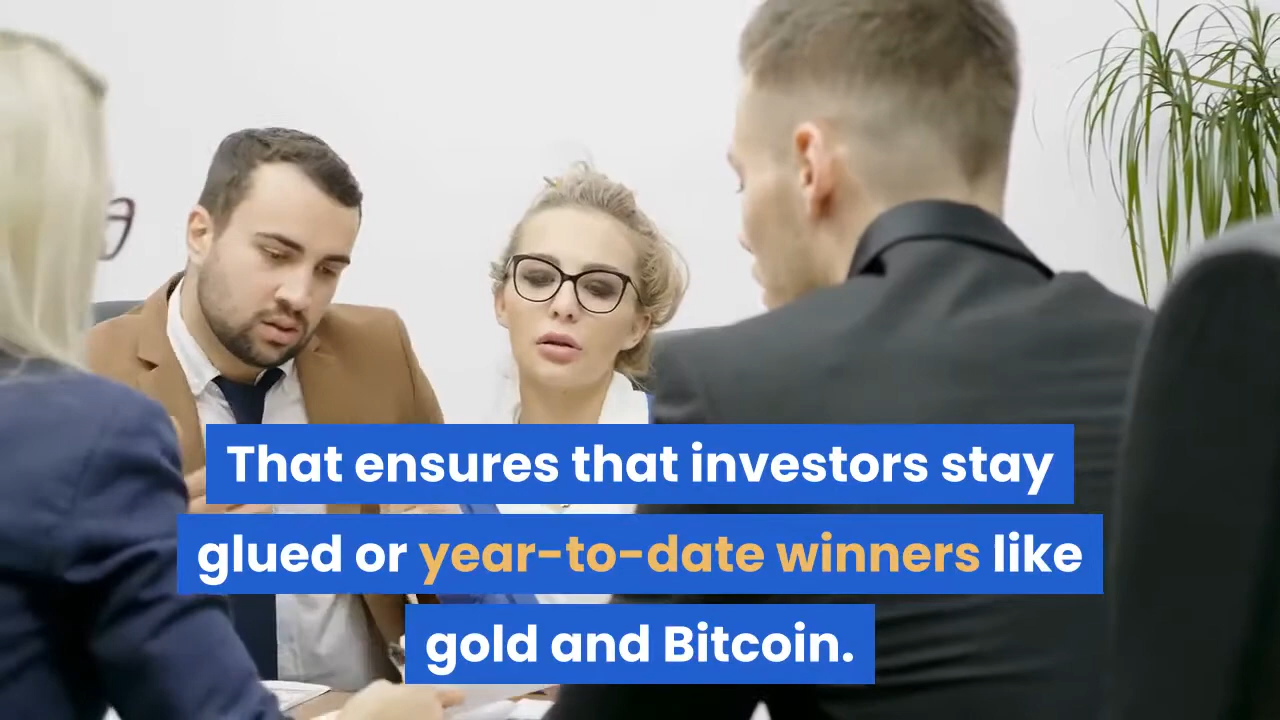 That ensures that investors stay
glued or year-to-date winners like
gold and Bitcoin.